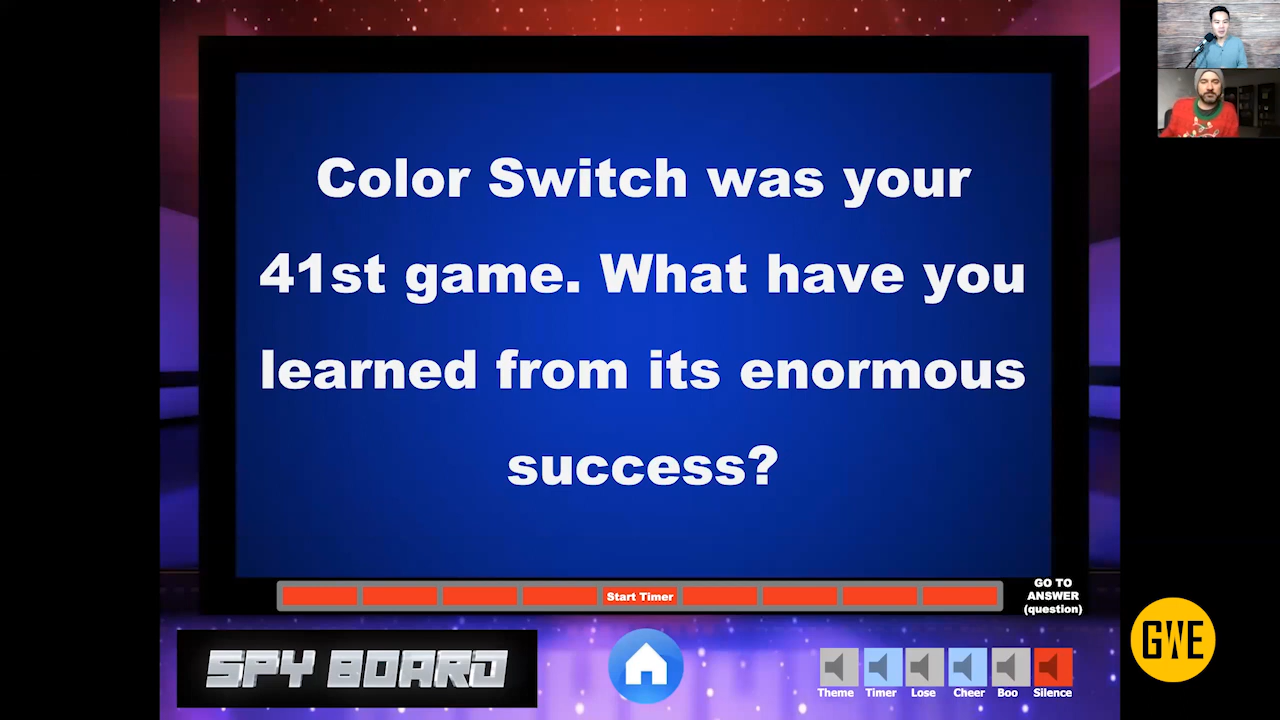 Color Switch was your
41st game. What have you
learned from its enormous
success?
Start Timer
GO TO
ANSWER
(question)
SPY BOARD
Theme Timer Lose Cheer Boo Silence
GWE